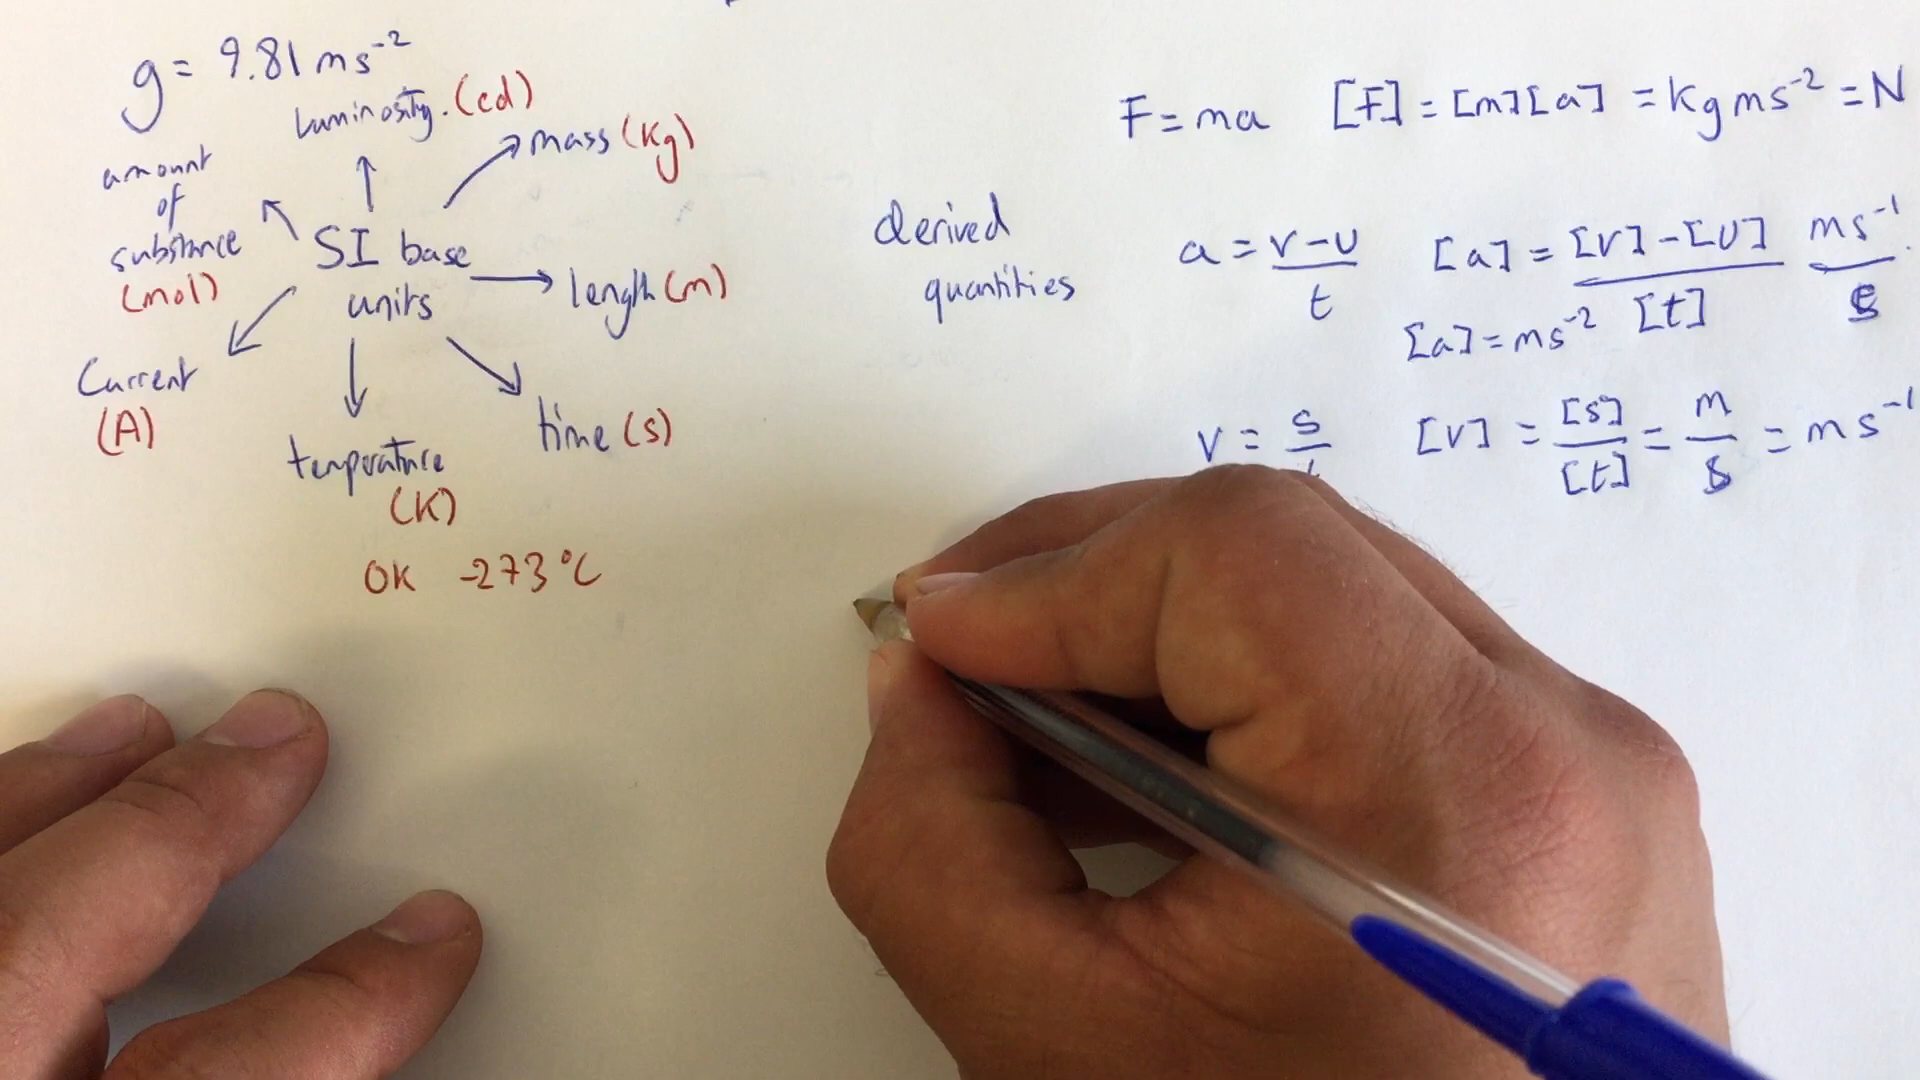 g = 9.81 ms⁻²
luminosity. (cd)
mass (kg)
amount
of
substance
(mol)
SI base
units
length (m)
Current
(A)
temperature
(K)
time (s)
0K -273°C
F = ma [F] = [m][a] = kg ms⁻² = N
derived
quantities
a = v-u / t [a] = [v]-[u] / [t] ms⁻¹ / s
[a] = ms⁻²
v = s / [v] = [s] / [t] = m / s = ms⁻¹